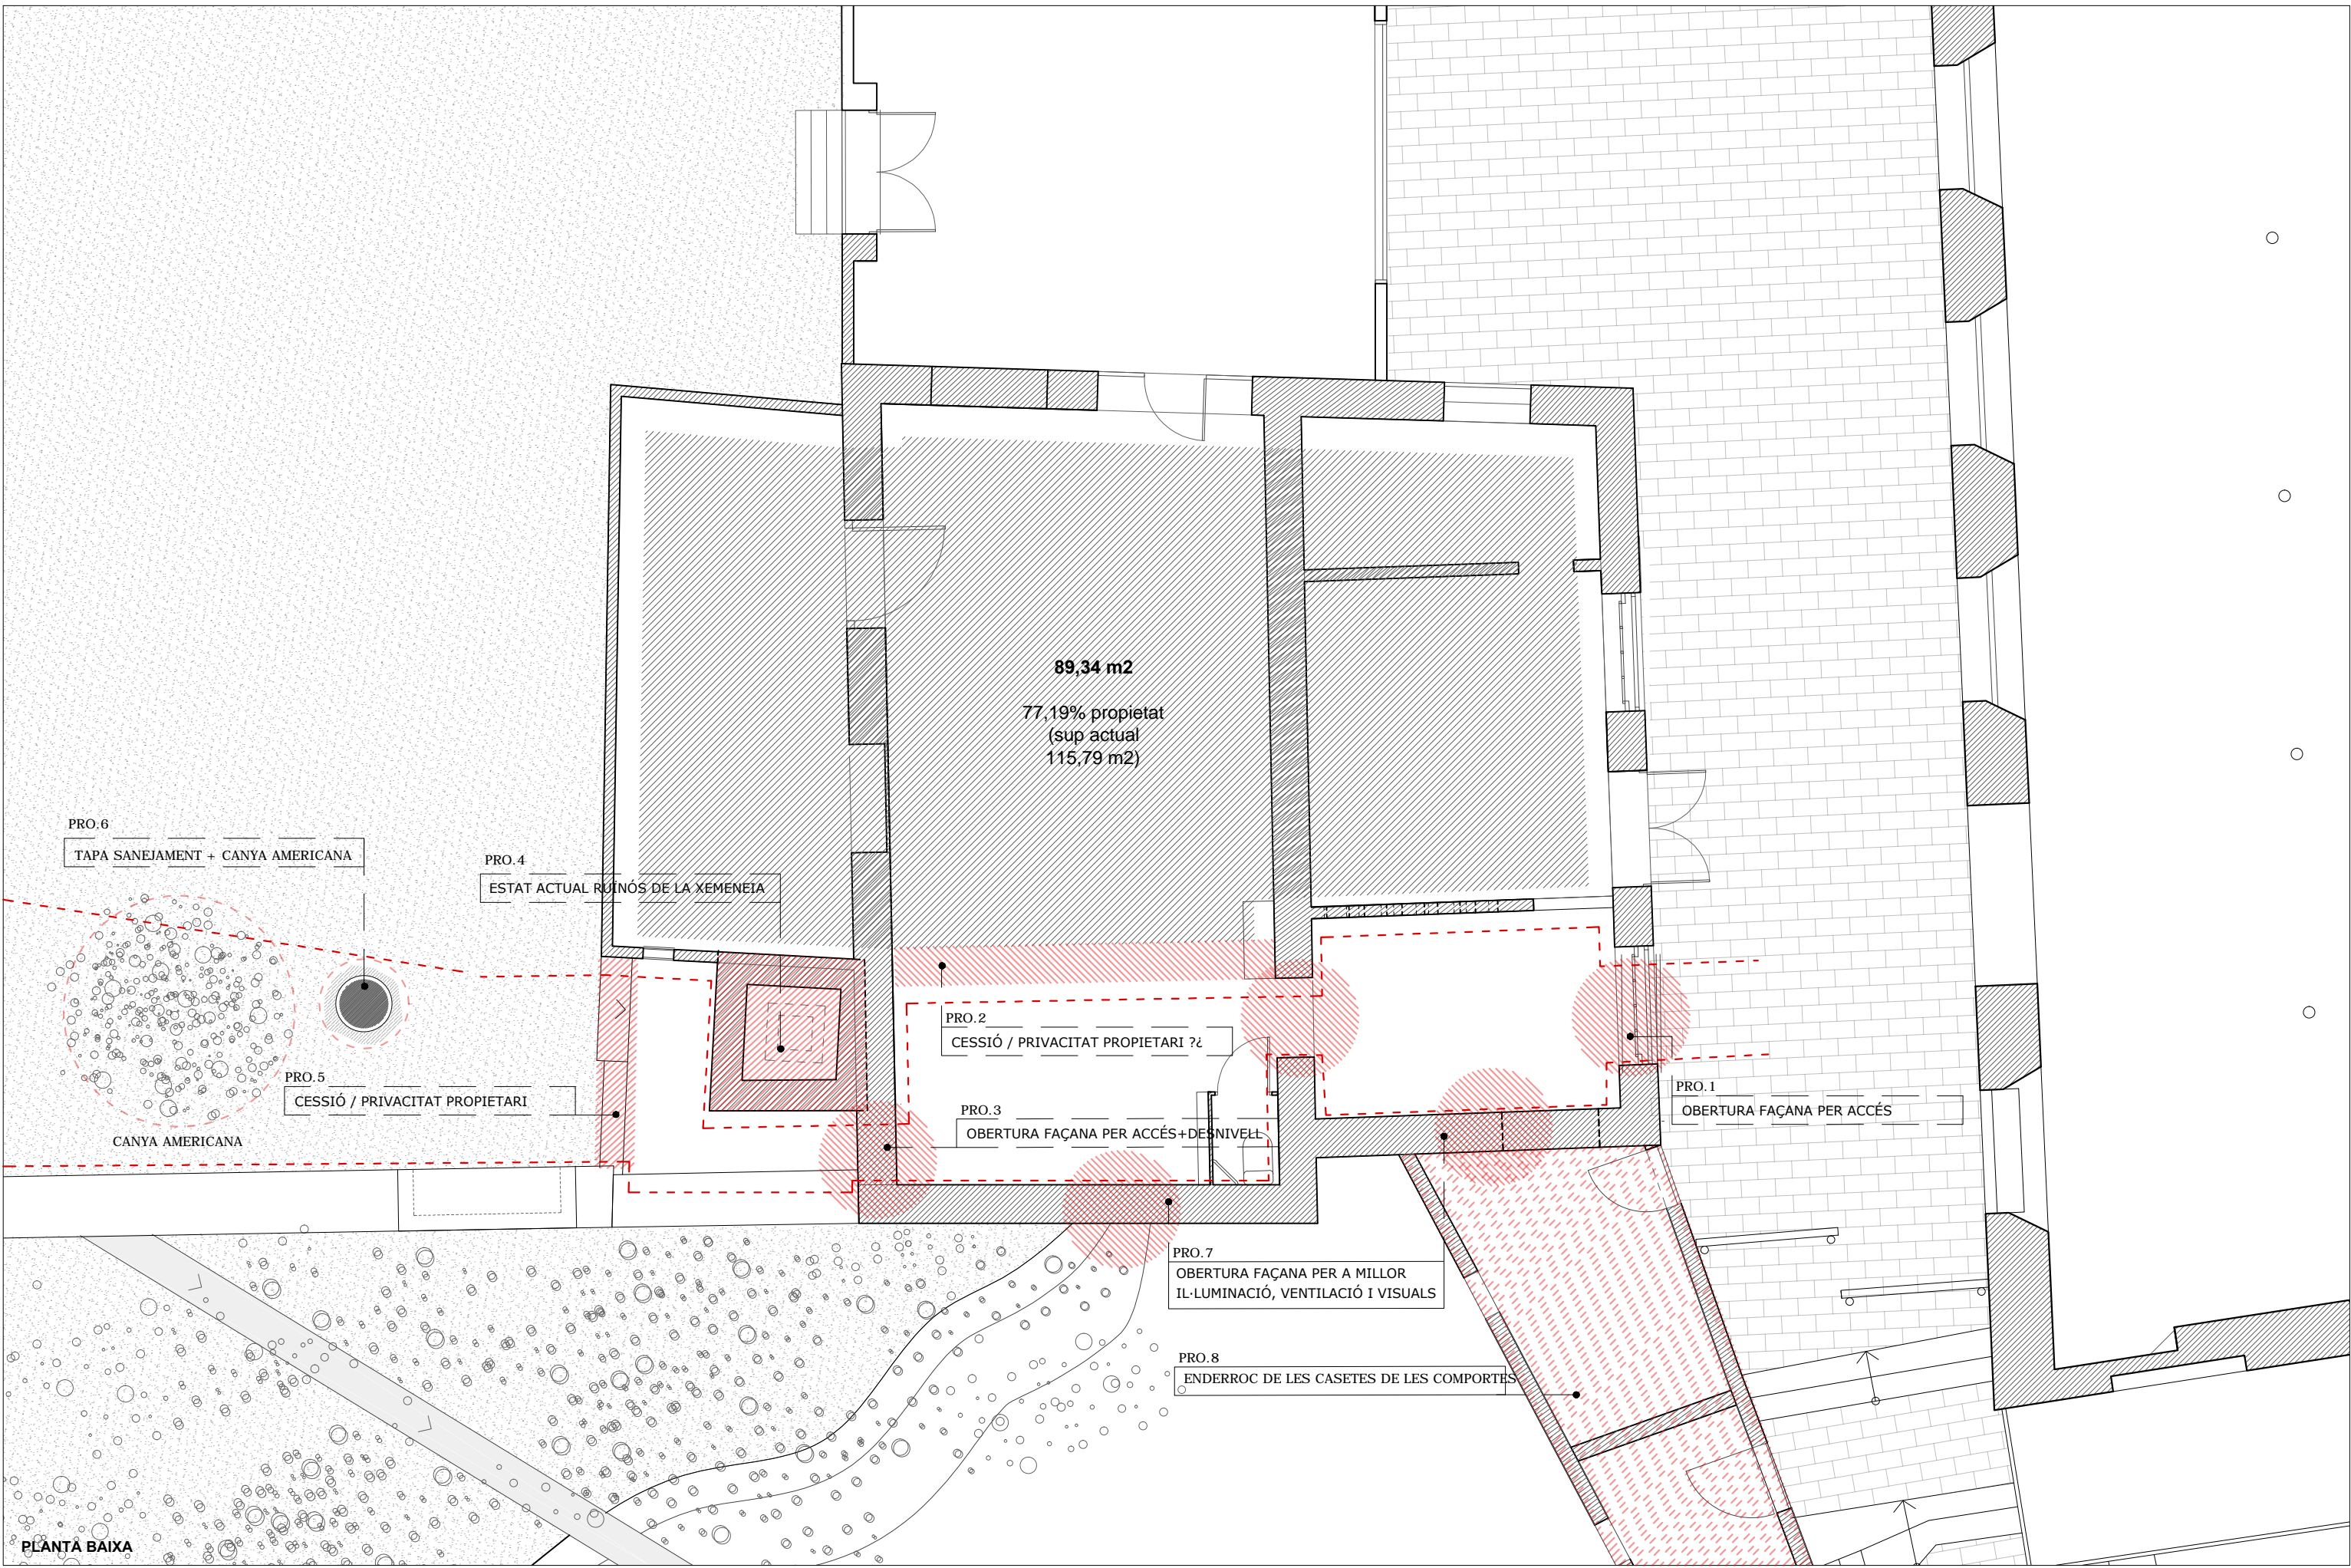 89,34 m2
77,19% propietat
(sup actual
115,79 m2)
PRO.6
TAPA SANEJAMENT + CANYA AMERICANA
PRO.4
ESTAT ACTUAL RUÏNÓS DE LA XEMENEIA
PRO.2
CESSIÓ / PRIVACITAT PROPIETARI ?¿
PRO.5
CESSIÓ / PRIVACITAT PROPIETARI
PRO.1
OBERTURA FAÇANA PER ACCÉS
PRO.3
OBERTURA FAÇANA PER ACCÉS+DESNIVELL
CANYA AMERICANA
PRO.7
OBERTURA FAÇANA PER A MILLOR
IL·LUMINACIÓ, VENTILACIÓ I VISUALS
PRO.8
ENDERROC DE LES CASETES DE LES COMPORTES
PLANTA BAIXA